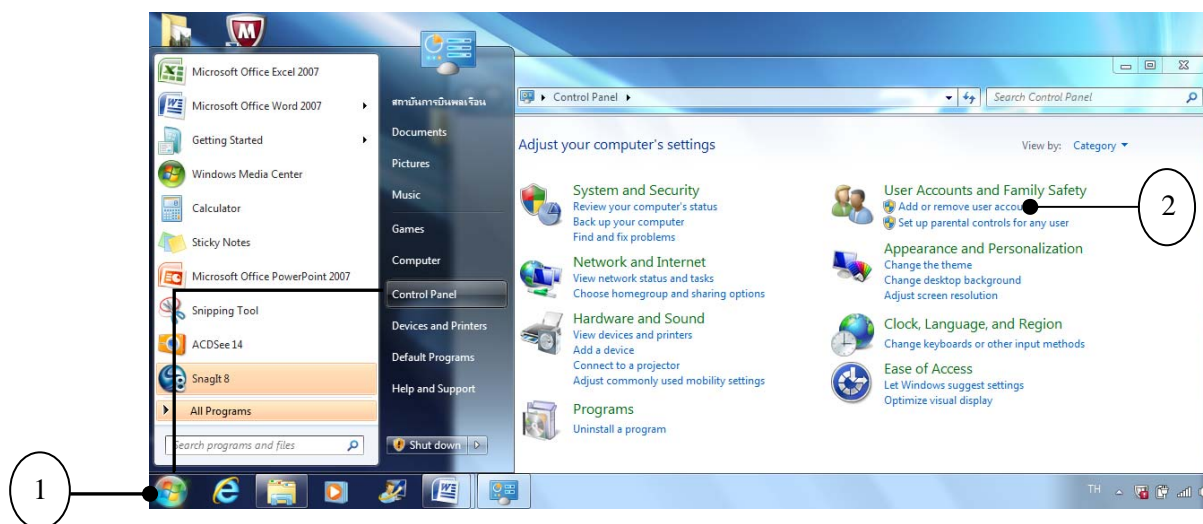 Microsoft Office Excel 2007
Microsoft Office Word 2007
Getting Started
Windows Media Center
Calculator
Sticky Notes
Microsoft Office PowerPoint 2007
Snipping Tool
ACDSee 14
SnagIt 8
All Programs
Search programs and files
สถาบันการบินพลเรือน
Documents
Pictures
Music
Games
Computer
Control Panel
Devices and Printers
Default Programs
Help and Support
Shut down
Control Panel
Search Control Panel
Adjust your computer's settings
View by: Category
System and Security
Review your computer's status
Back up your computer
Find and fix problems
Network and Internet
View network status and tasks
Choose homegroup and sharing options
Hardware and Sound
View devices and printers
Add a device
Connect to a projector
Adjust commonly used mobility settings
Programs
Uninstall a program
User Accounts and Family Safety
Add or remove user accou
Set up parental controls for any user
Appearance and Personalization
Change the theme
Change desktop background
Adjust screen resolution
Clock, Language, and Region
Change keyboards or other input methods
Ease of Access
Let Windows suggest settings
Optimize visual display
2
1
TH